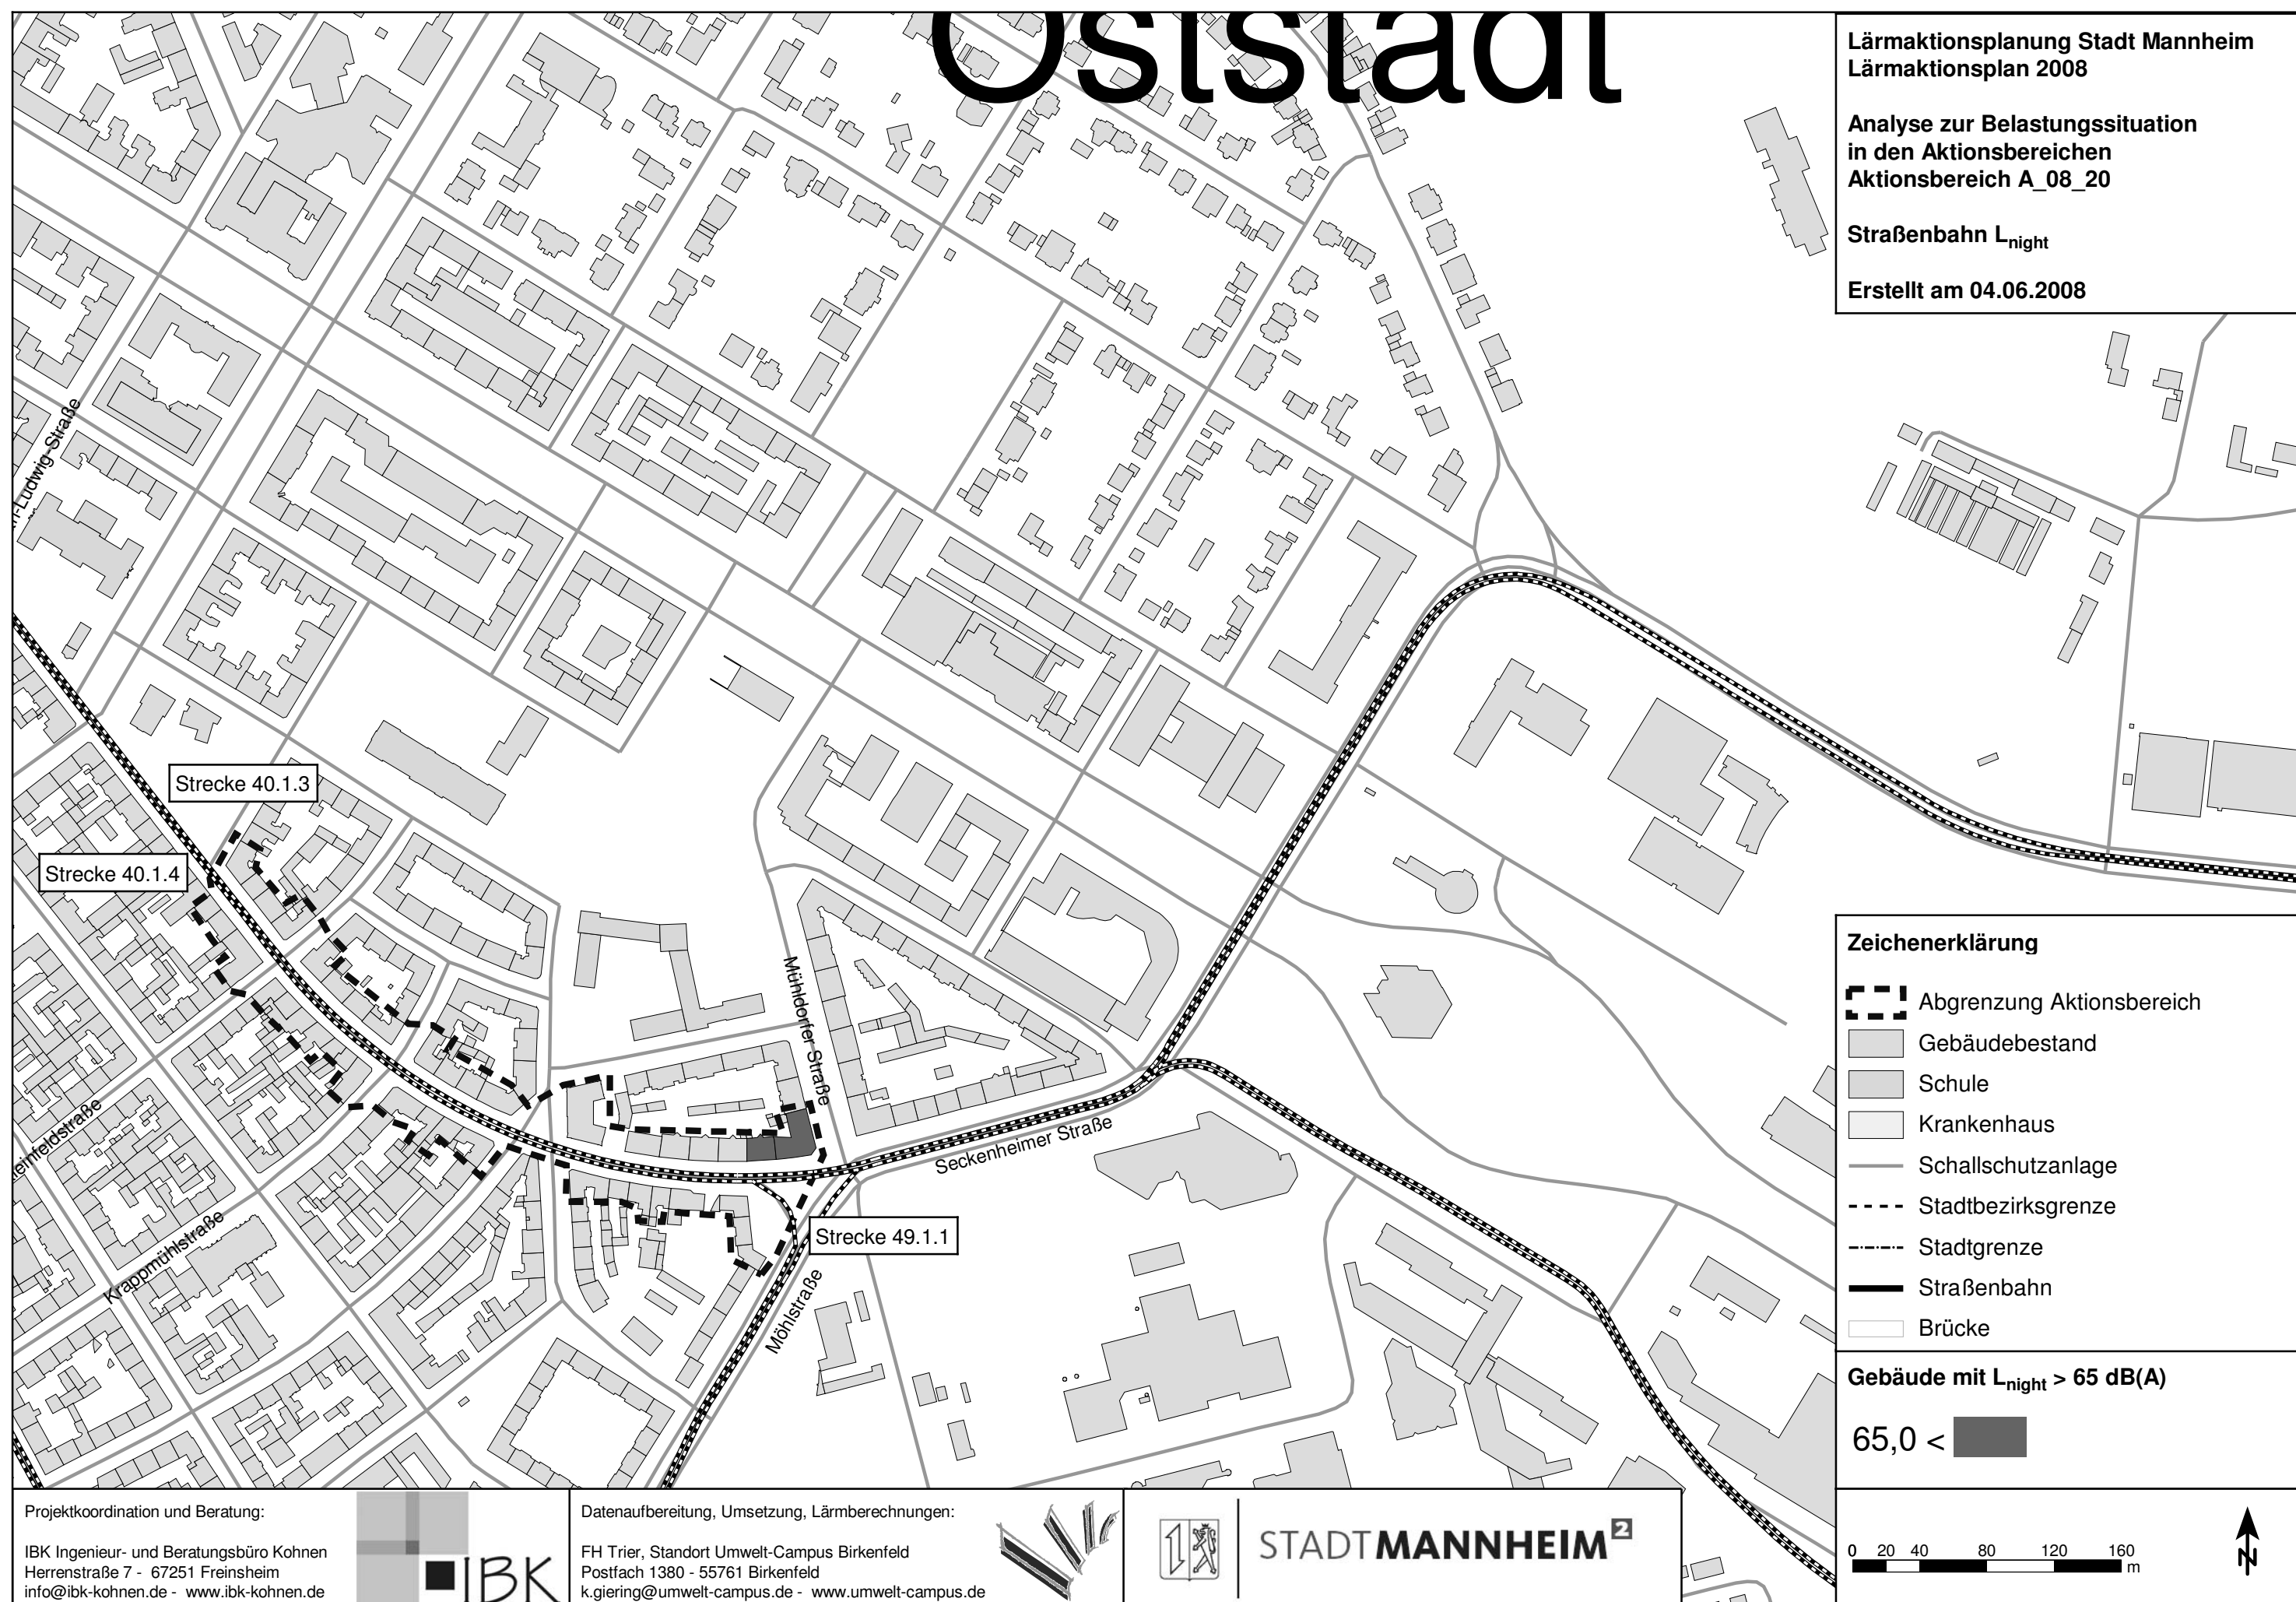 Oststadt
Lärmaktionsplanung Stadt Mannheim
Lärmaktionsplan 2008
Analyse zur Belastungssituation
in den Aktionsbereichen
Aktionsbereich A_08_20
Straßenbahn Lnight
Erstellt am 04.06.2008
n-Ludwig-Straße
Strecke 40.1.3
Strecke 40.1.4
Mühldorfer Straße
Seckenheimer Straße
Strecke 49.1.1
Möhlstraße
einfeldstraße
Krappmühlstraße
Zeichenerklärung
Abgrenzung Aktionsbereich
Gebäudebestand
Schule
Krankenhaus
Schallschutzanlage
Stadtbezirksgrenze
Stadtgrenze
Straßenbahn
Brücke
Gebäude mit Lnight > 65 dB(A)
65,0 <
0 20 40 80 120 160
m
N
Projektkoordination und Beratung:
IBK Ingenieur- und Beratungsbüro Kohnen
Herrenstraße 7 - 67251 Freinsheim
info@ibk-kohnen.de - www.ibk-kohnen.de
IBK
Datenaufbereitung, Umsetzung, Lärmberechnungen:
FH Trier, Standort Umwelt-Campus Birkenfeld
Postfach 1380 - 55761 Birkenfeld
k.giering@umwelt-campus.de - www.umwelt-campus.de
STADTMANNHEIM²